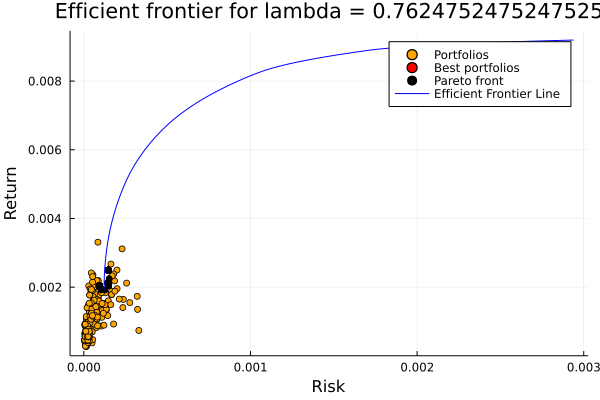 Efficient frontier for lambda = 0.7624752475247525
Portfolios
Best portfolios
Pareto front
Efficient Frontier Line
Return
0.008
0.006
0.004
0.002
0.000
0.001
0.002
0.003
Risk